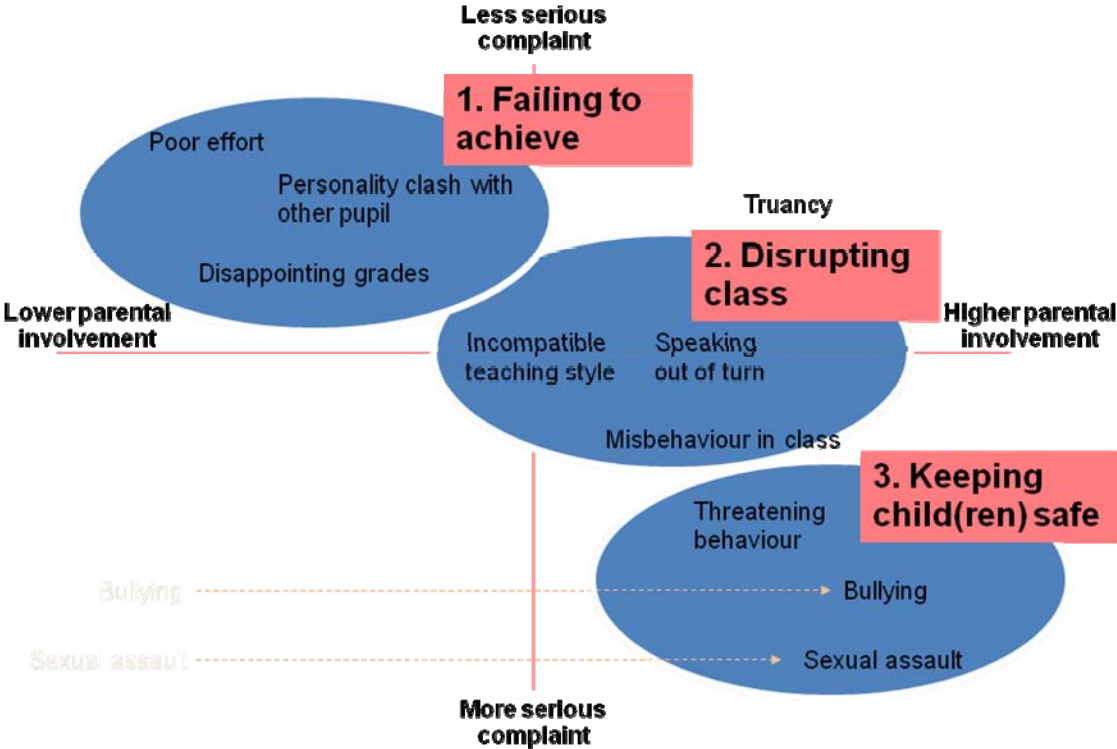 Less serious
complaint
1. Failing to
achieve
Poor effort
Personality clash with
other pupil
Truancy
Disappointing grades
2. Disrupting
class
Lower parental
involvement
Higher parental
involvement
Incompatible
teaching style
Speaking
out of turn
Misbehaviour in class
3. Keeping
child(ren) safe
Threatening
behaviour
Bullying
Bullying
Sexual assault
Sexual assault
More serious
complaint